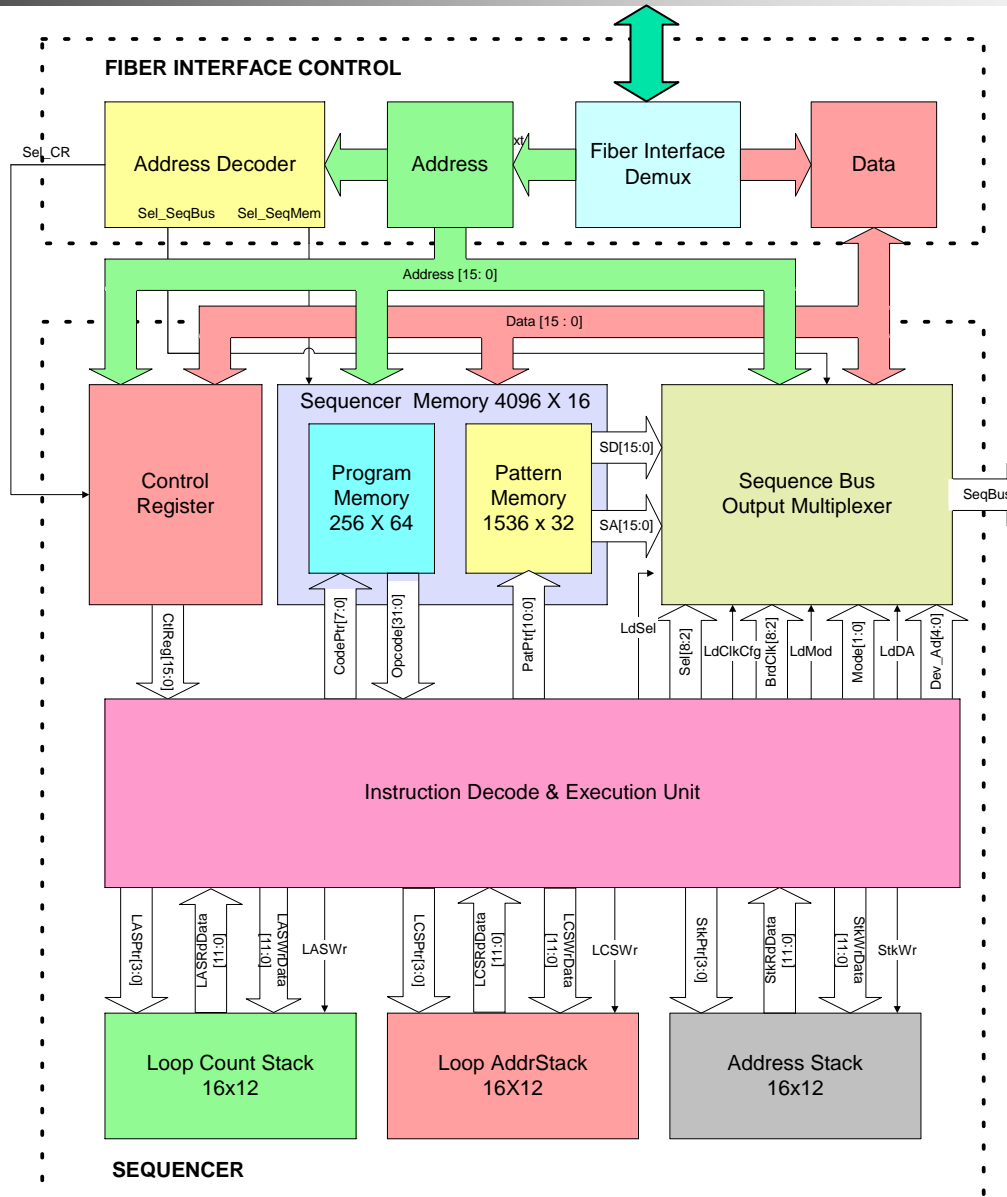 FIBER INTERFACE CONTROL
Sel_CR
Address Decoder
Sel_SeqBus
Sel_SeqMem
Address
xt
Fiber Interface
Demux
Data
Address [15: 0]
Data [15 : 0]
Control
Register
Sequencer Memory 4096 X 16
Program
Memory
256 X 64
Pattern
Memory
1536 x 32
SD[15:0]
SA[15:0]
Sequence Bus
Output Multiplexer
SeqBus
CtlReg[15:0]
CodePtr[7:0]
Opcode[31:0]
PatPtr[10:0]
LdSel
Sel[8:2]
LdClkCfg
BrdClk[8:2]
LdMod
Mode[1:0]
LdDA
Dev_Ad[4:0]
Instruction Decode & Execution Unit
LASPtr[3:0]
LASRdData
[11:0]
LASWrData
[11:0]
LASWr
LCSPtr[3:0]
LCSRdData
[11:0]
LCSWrData
[11:0]
LCSWr
StkPtr[3:0]
StkRdData
[11:0]
StkWrData
[11:0]
StkWr
Loop Count Stack
16x12
Loop AddrStack
16X12
Address Stack
16x12
SEQUENCER